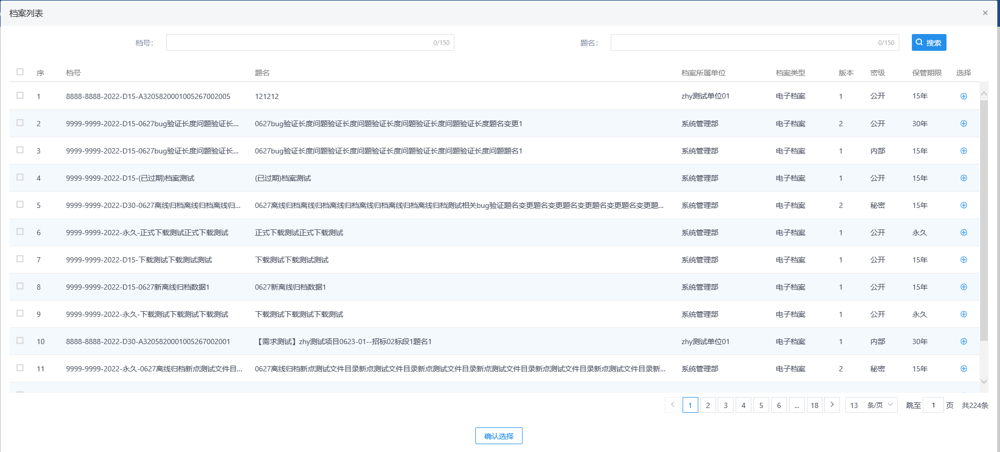 档案列表
档号： 0/150 题名： 0/150 搜索
序 档号 题名 档案所属单位 档案类型 版本 密级 保管期限 选择
1 8888-8888-2022-D15-A3205820001005267002005 121212 zhy测试单位01 电子档案 1 公开 15年
2 9999-9999-2022-D15-0627bug验证长度问题验证长... 0627bug验证长度问题验证长度问题验证长度问题验证长度问题验证长度题名变更1 系统管理部 电子档案 2 公开 30年
3 9999-9999-2022-D15-0627bug验证长度问题验证长... 0627bug验证长度问题验证长度问题验证长度问题验证长度问题验证长度问题题名1 系统管理部 电子档案 1 内部 15年
4 9999-9999-2022-D15-(已过期)档案测试 (已过期)档案测试 系统管理部 电子档案 1 公开 15年
5 9999-9999-2022-D30-0627离线归档离线归档离线归... 0627离线归档离线归档离线归档离线归档离线归档离线归档测试相关bug验证题名变更题名变更题名变更题名变更题名变更题... 系统管理部 电子档案 2 秘密 15年
6 9999-9999-2022-永久-正式下载测试正式下载测试 正式下载测试正式下载测试 系统管理部 电子档案 1 公开 永久
7 9999-9999-2022-D15-下载测试下载测试测试 下载测试下载测试测试 系统管理部 电子档案 1 公开 15年
8 9999-9999-2022-D15-0627新离线归档数据1 0627新离线归档数据1 系统管理部 电子档案 1 公开 15年
9 9999-9999-2022-永久-下载测试下载测试下载测试 下载测试下载测试下载测试 系统管理部 电子档案 1 公开 永久
10 8888-8888-2022-D30-A3205820001005267002001 【需求测试】zhy测试项目0623-01--招标02标段1题名1 zhy测试单位01 电子档案 1 内部 30年
11 9999-9999-2022-永久-0627离线归档新点测试文件目... 0627离线归档新点测试文件目录新点测试文件目录新点测试文件目录新点测试文件目录新点测试文件目录新点测试文件目录新... 系统管理部 电子档案 2 秘密 15年
1 2 3 4 5 6 ... 18 13 条/页 跳至 1 页 共224条
确认选择